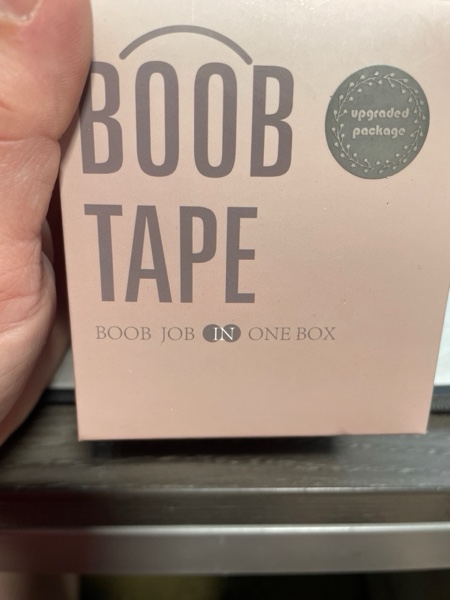 BOOB
upgraded
package
TAPE
BOOB JOB IN ONE BOX